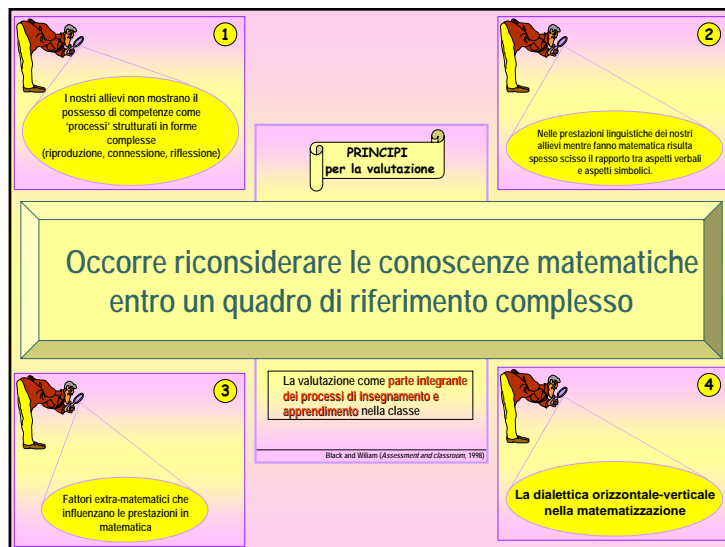 1
I nostri allievi non mostrano il
possesso di competenze come
‘processi’ strutturati in forme
complesse
(riproduzione, connessione, riflessione)
2
Nelle prestazioni linguistiche dei nostri
allievi mentre fanno matematica risulta
spesso scisso il rapporto tra aspetti verbali
e aspetti simbolici.
PRINCIPI
per la valutazione
Occorre riconsiderare le conoscenze matematiche
entro un quadro di riferimento complesso
3
Fattori extra-matematici che
influenzano le prestazioni in
matematica
La valutazione come parte integrante
dei processi di insegnamento e
apprendimento nella classe
Black and Wiliam (Assessment and classroom, 1998)
4
La dialettica orizzontale-verticale
nella matematizzazione